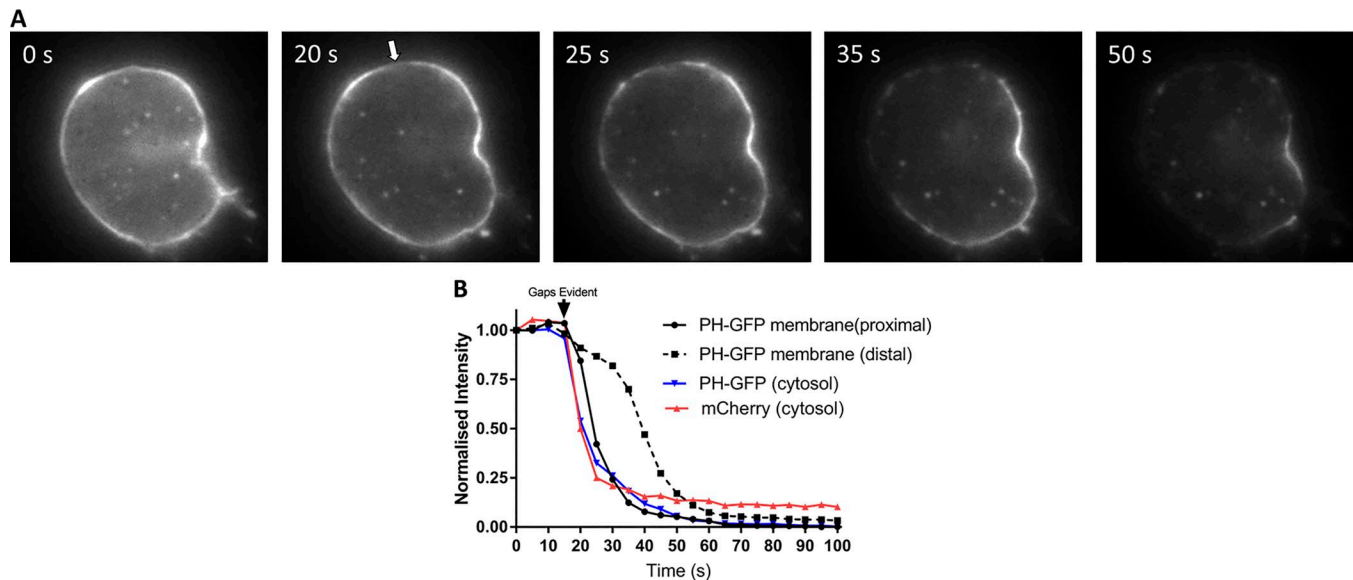 A
0 s
20 s
25 s
35 s
50 s
B
Gaps Evident
1.00
0.75
0.50
0.25
0.00
Normalised Intensity
PH-GFP membrane(proximal)
PH-GFP membrane (distal)
PH-GFP (cytosol)
mCherry (cytosol)
0 10 20 30 40 50 60 70 80 90 100
Time (s)